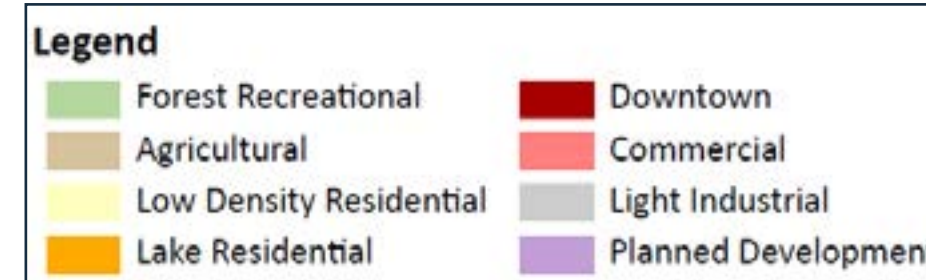 Legend
Forest Recreational
Agricultural
Low Density Residential
Lake Residential
Downtown
Commercial
Light Industrial
Planned Developmen